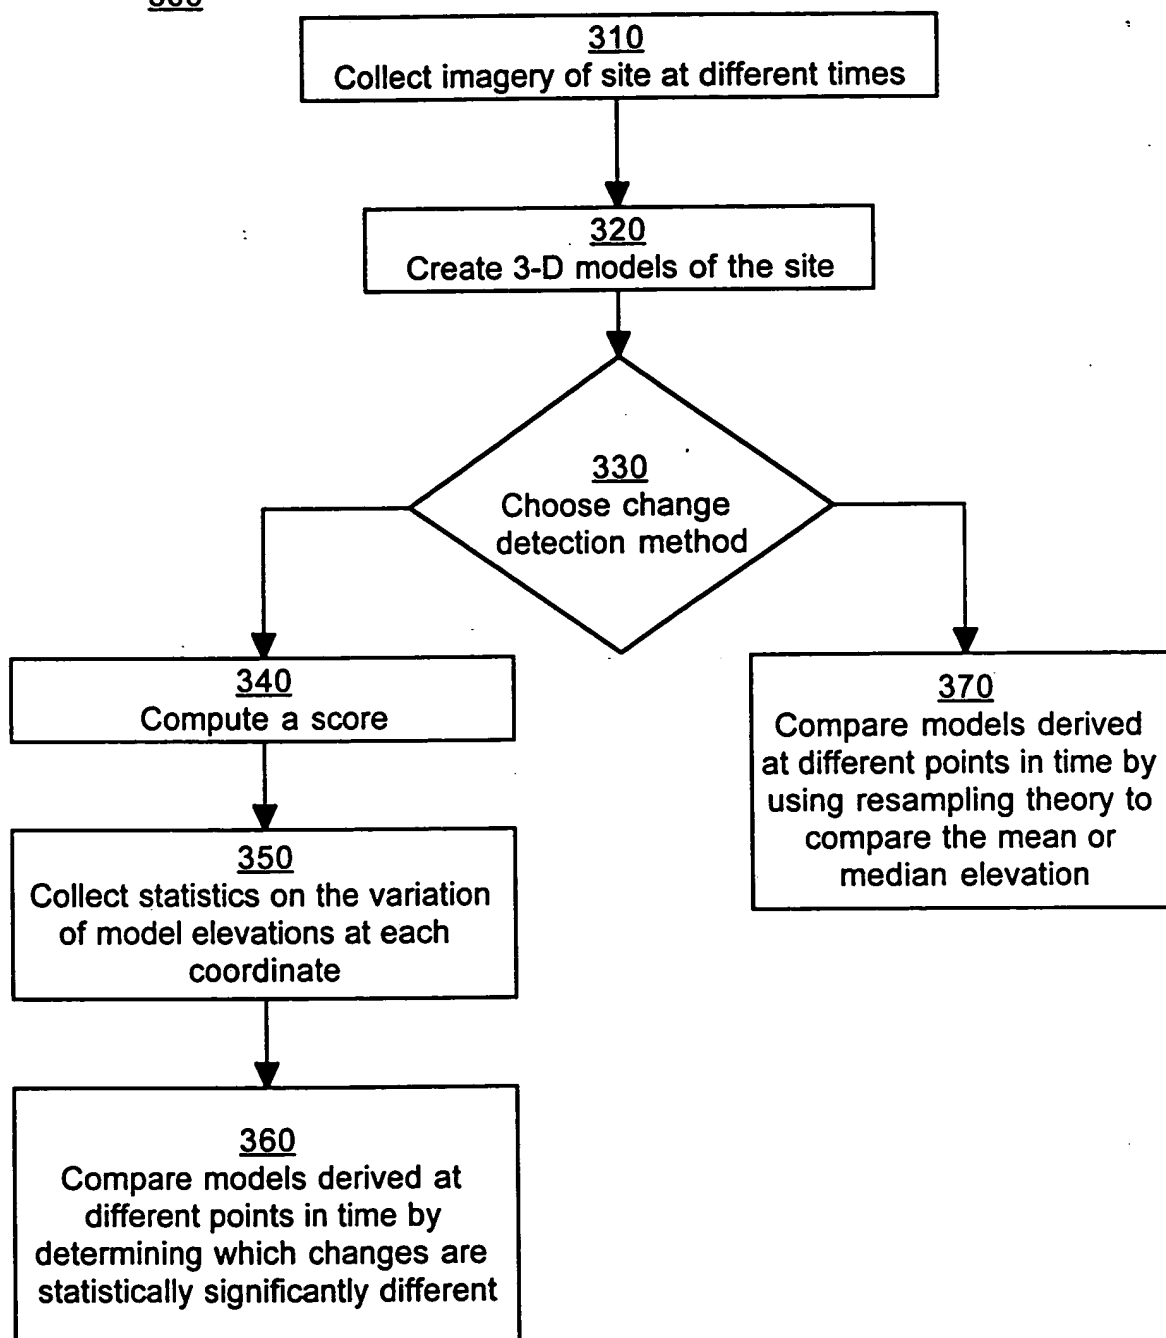 310
Collect imagery of site at different times
320
Create 3-D models of the site
330
Choose change
detection method
340
Compute a score
350
Collect statistics on the variation
of model elevations at each
coordinate
360
Compare models derived at
different points in time by
determining which changes are
statistically significantly different
370
Compare models derived
at different points in time by
using resampling theory to
compare the mean or
median elevation